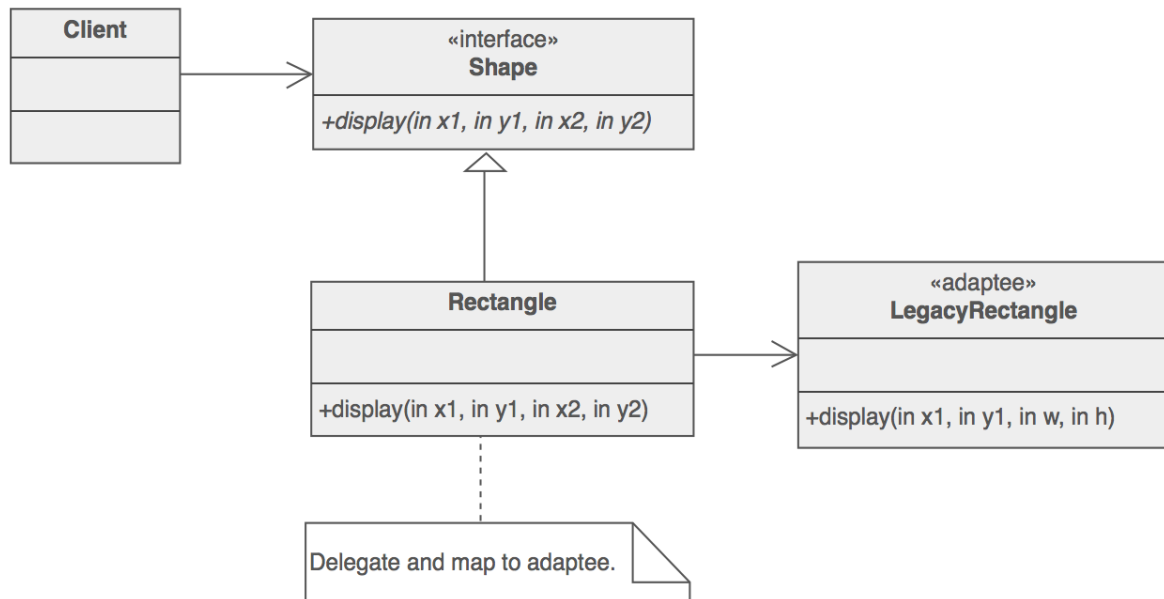 Client
«interface»
Shape
+display(in x1, in y1, in x2, in y2)
Rectangle
+display(in x1, in y1, in x2, in y2)
«adaptee»
LegacyRectangle
+display(in x1, in y1, in w, in h)
Delegate and map to adaptee.